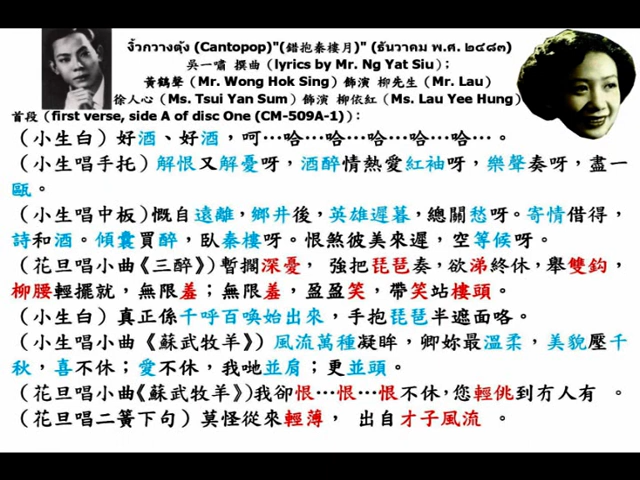 งิ้วกวางตุ้ง (Cantopop)"(錯抱秦樓月)" (ธันวาคม พ.ศ. ๒๔๘๓)
吳一嘯 撰曲 (lyrics by Mr. Ng Yat Siu);
黃鶴聲 (Mr. Wong Hok Sing) 飾演 柳先生 (Mr. Lau)
徐人心 (Ms. Tsui Yan Sum) 飾演 柳依紅 (Ms. Lau Yee Hung)
首段 (first verse, side A of disc One (CM-509A-1)):
(小生白) 好酒、好酒,呵…哈…哈…哈…哈…哈…。
(小生唱手托) 解恨又解憂呀,酒醉情熱愛紅袖呀,樂聲奏呀,盡一
甌。
(小生唱中板) 慨自遠離,鄉井後,英雄遲暮,總關愁呀。寄情借得,
詩和酒。傾囊買醉,臥秦樓呀。恨煞彼美來遲,空等候呀。
(花旦唱小曲《三醉》) 暫擱深憂, 強把琵琶奏,欲涕終休,舉雙鈎,
柳腰輕擺就,無限羞;無限羞,盈盈笑,帶笑站樓頭。
(小生白) 真正係千呼百喚始出來,手抱琵琶半遮面咯。
(小生唱小曲《蘇武牧羊》) 風流萬種凝眸,卿妳最溫柔,美貌壓千
秋,喜不休;愛不休,我哋並肩;更並頭。
(花旦唱小曲《蘇武牧羊》)我卻恨…恨…恨不休,您輕佻到冇人有 。
(花旦唱二簧下句) 莫怪從來輕薄, 出自才子風流 。